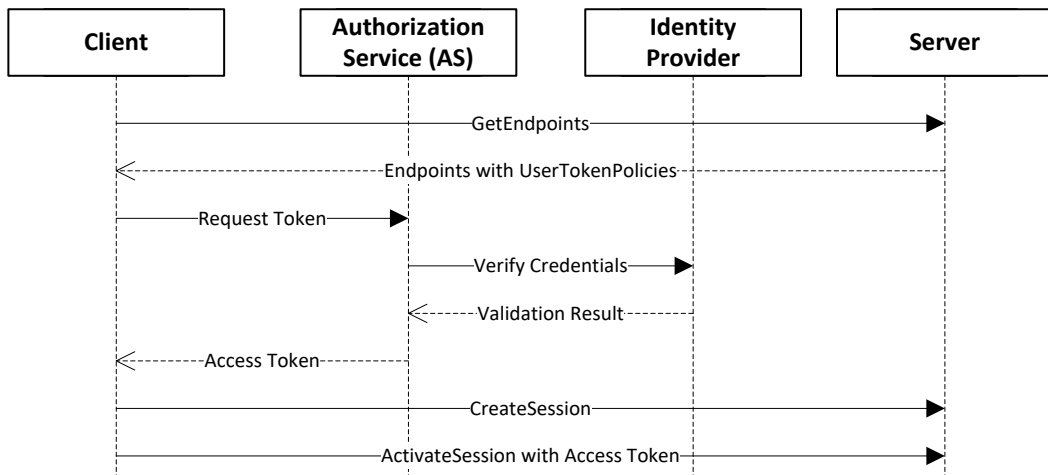 Client
Authorization
Service (AS)
Identity
Provider
Server
GetEndpoints
Endpoints with UserTokenPolicies
Request Token
Verify Credentials
Validation Result
Access Token
CreateSession
ActivateSession with Access Token